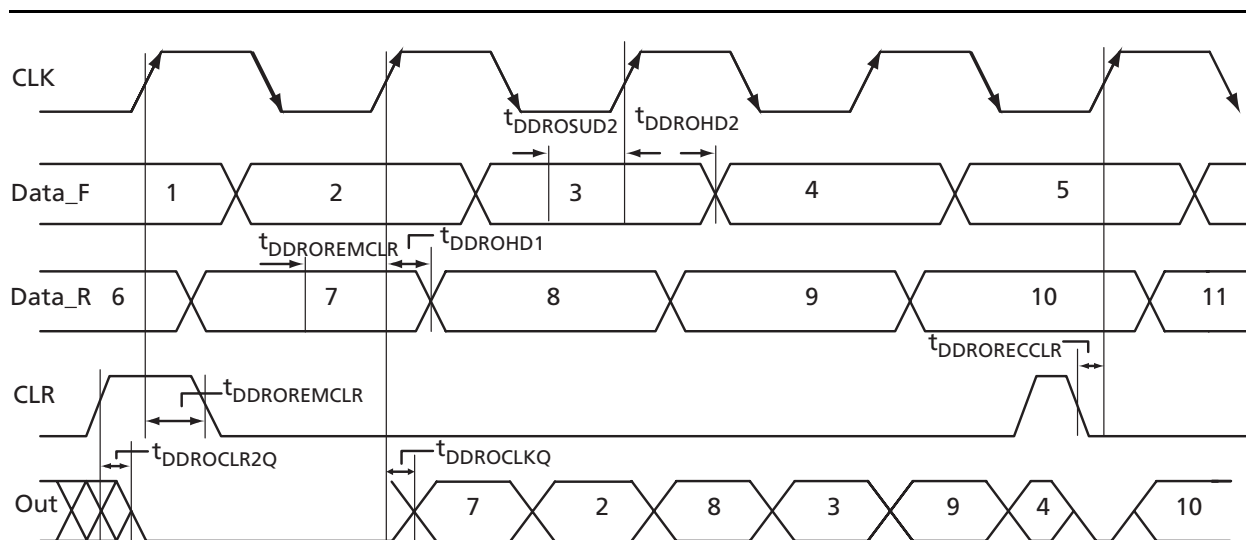 CLK
tDDROSUD2 tDDROHD2
Data_F 1 2 3 4 5
tDDROREMCLR tDDROHD1
Data_R 6 7 8 9 10 11
tDDRORECCLR
CLR tDDROREMCLR
tDDROCLR2Q tDDROCLKQ
Out 7 2 8 3 9 4 10